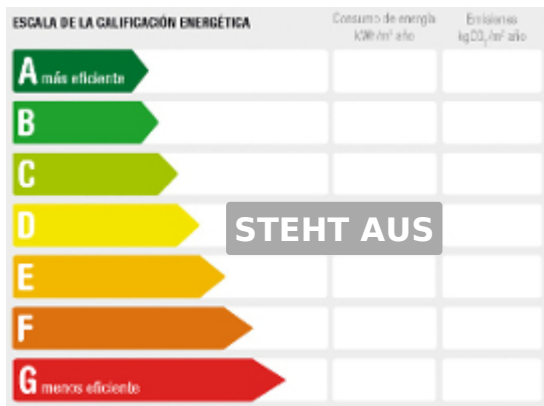 ESCALA DE LA CALIFICACIÓN ENERGÉTICA
Consumo de energía
kWh/m² año
Emisiones
kgCO₂/m² año
A más eficiente
B
C
D
STEHT AUS
E
F
G menos eficiente